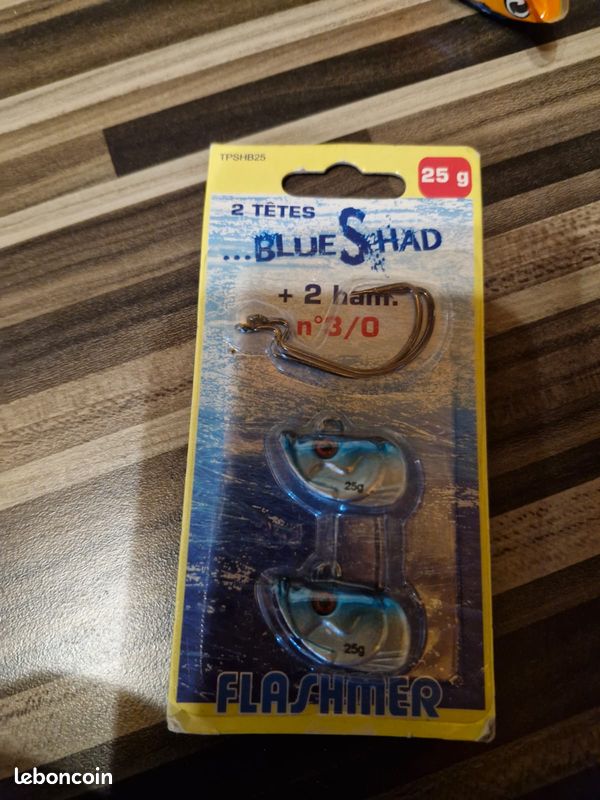 TPSHB25
25 g
2 TÊTES
...BLUE SHAD
+ 2 ham.
n°3/0
25g
25g
FLASHMER
leboncoin